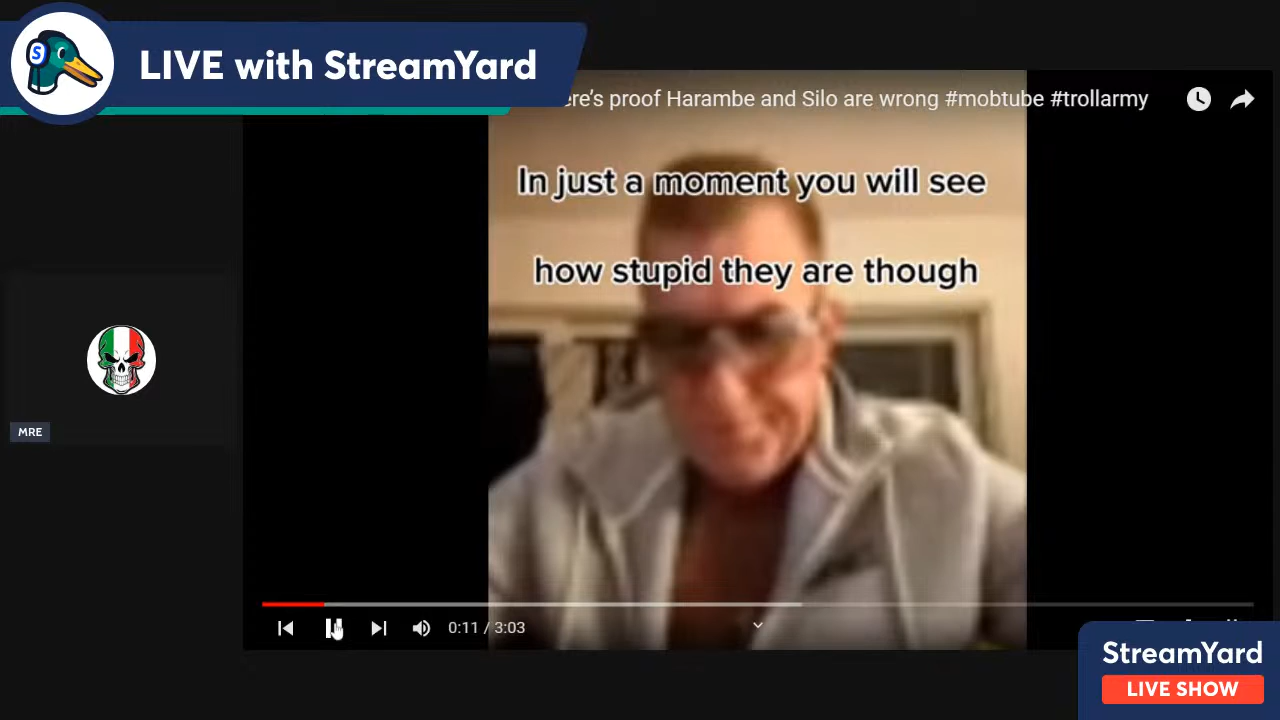 S
LIVE with StreamYard
ere’s proof Harambe and Silo are wrong #mobtube #trollarmy
In just a moment you will see
how stupid they are though
MRE
0:11 / 3:03
StreamYard
LIVE SHOW